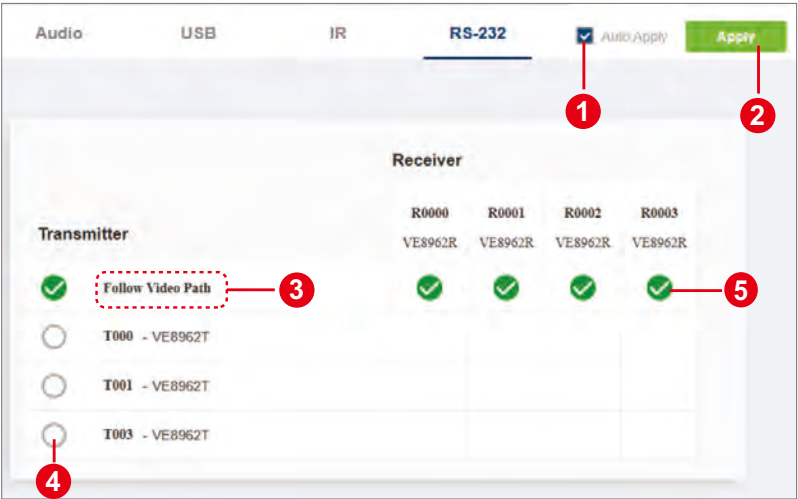 Audio USB IR RS-232 Auto Apply Apply
1 2
Receiver
R0000 R0001 R0002 R0003
Transmitter
VE8962R VE8962R VE8962R VE8962R
Follow Video Path 3 5
T000 - VE8962T
T001 - VE8962T
T003 - VE8962T
4